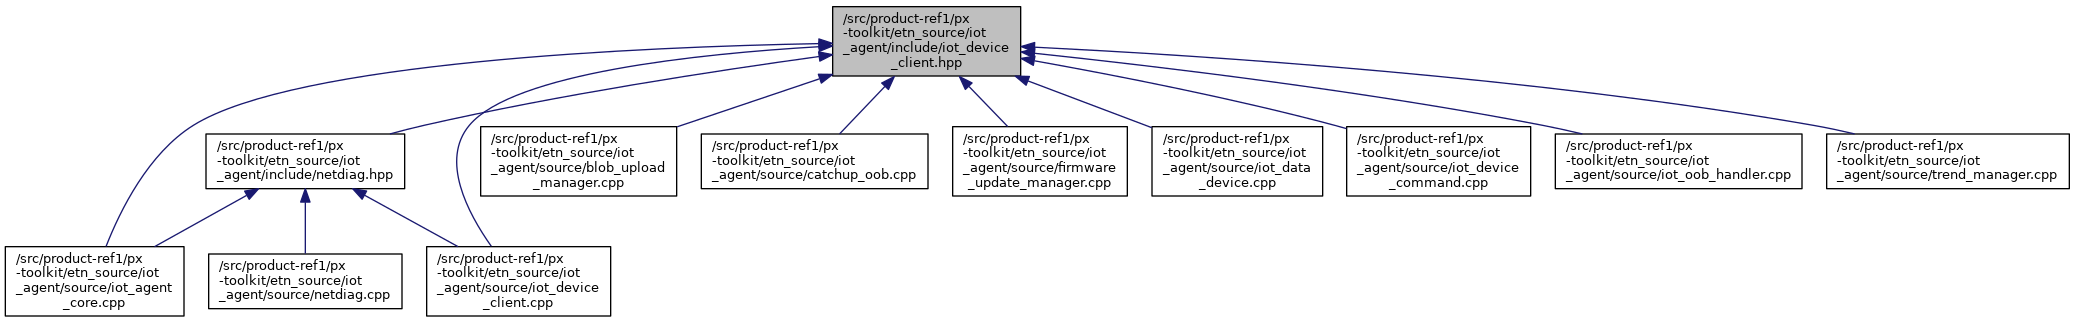 /src/product-ref1/px
-toolkit/etn_source/iot
_agent/include/iot_device
_client.hpp
/src/product-ref1/px
-toolkit/etn_source/iot
_agent/include/netdiag.hpp
/src/product-ref1/px
-toolkit/etn_source/iot
_agent/source/blob_upload
_manager.cpp
/src/product-ref1/px
-toolkit/etn_source/iot
_agent/source/catchup_oob.cpp
/src/product-ref1/px
-toolkit/etn_source/iot
_agent/source/firmware
_update_manager.cpp
/src/product-ref1/px
-toolkit/etn_source/iot
_agent/source/iot_data
_device.cpp
/src/product-ref1/px
-toolkit/etn_source/iot
_agent/source/iot_device
_command.cpp
/src/product-ref1/px
-toolkit/etn_source/iot
_agent/source/iot_oob_handler.cpp
/src/product-ref1/px
-toolkit/etn_source/iot
_agent/source/trend_manager.cpp
/src/product-ref1/px
-toolkit/etn_source/iot
_agent/source/iot_agent
_core.cpp
/src/product-ref1/px
-toolkit/etn_source/iot
_agent/source/netdiag.cpp
/src/product-ref1/px
-toolkit/etn_source/iot
_agent/source/iot_device
_client.cpp